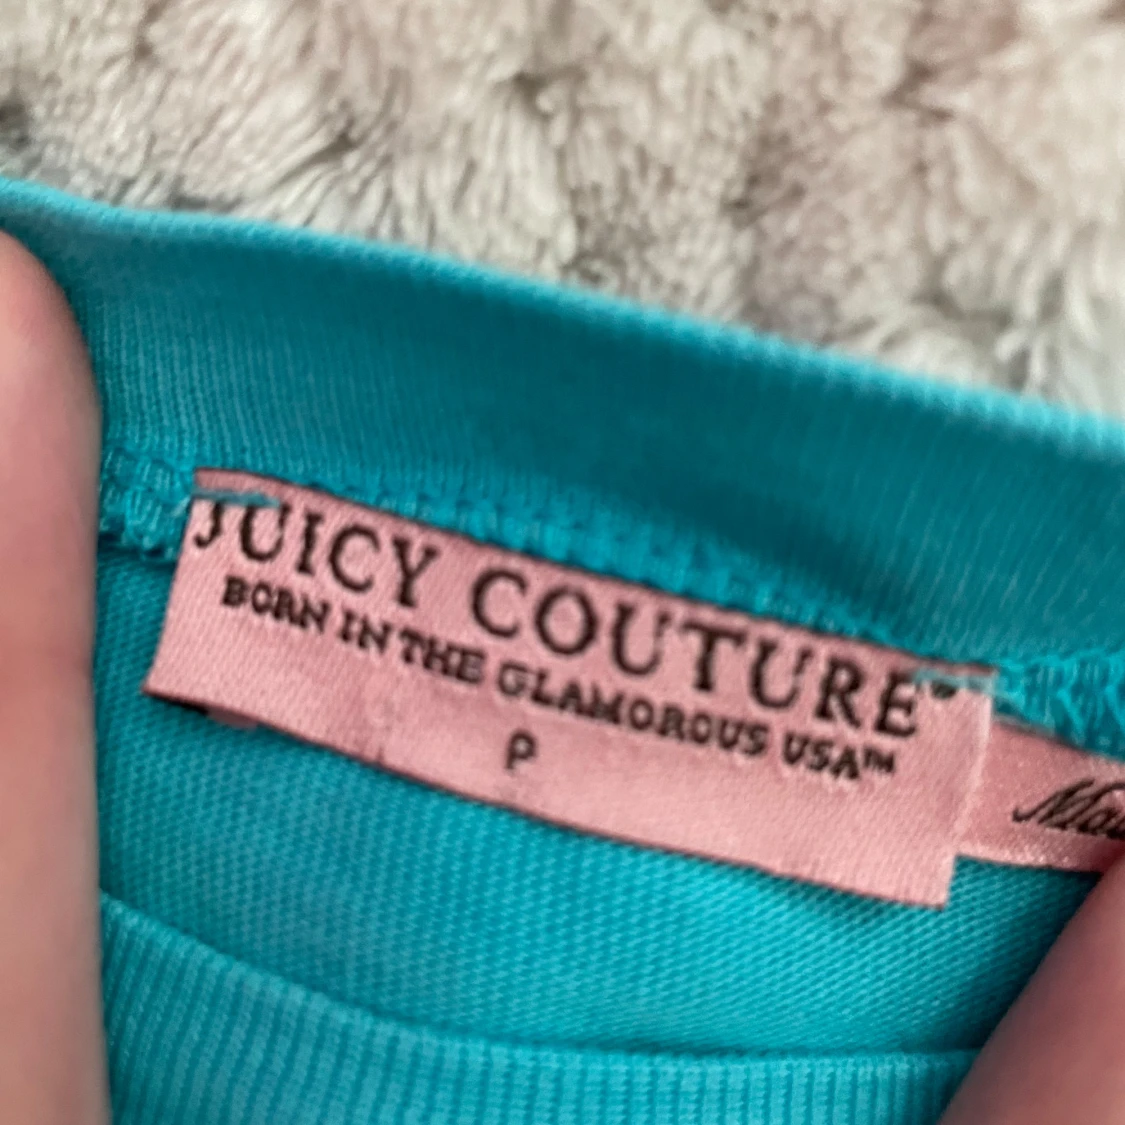 JUICY COUTURE®
BORN IN THE GLAMOROUS USA™
P